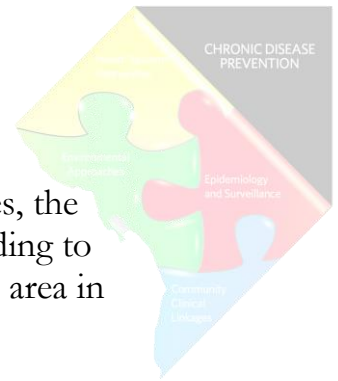 CHRONIC DISEASE
PREVENTION
Environmental
Approaches
Epidemiology
and Surveillance
es, the
ding to
area in
Community
Clinical
Linkages